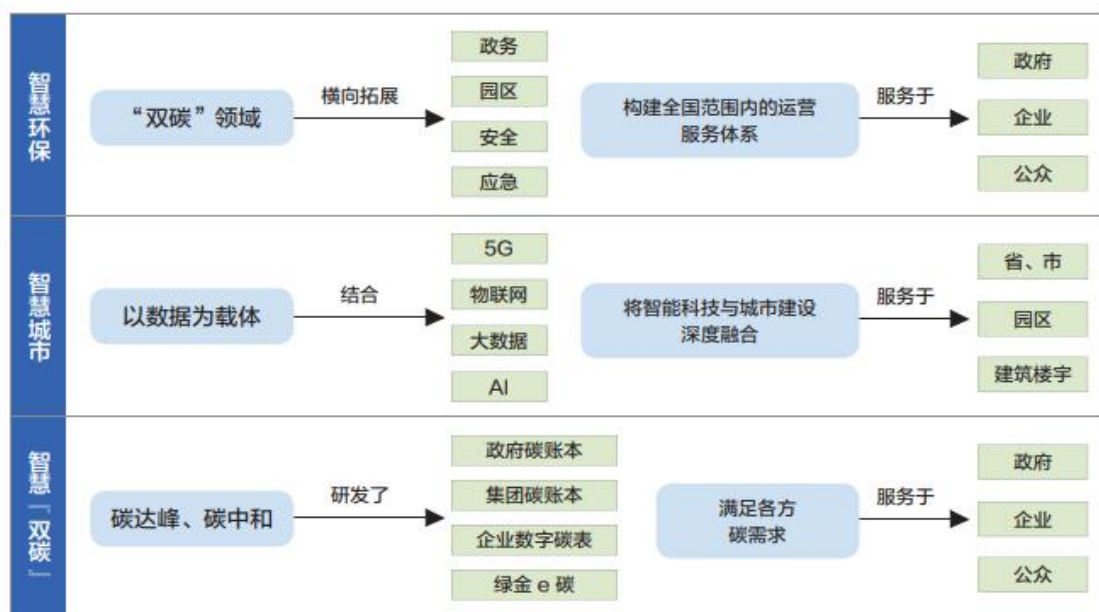 智慧环保
“双碳”领域
横向拓展
政务
园区
安全
应急
构建全国范围内的运营
服务体系
服务于
政府
企业
公众
智慧城市
以数据为载体
结合
5G
物联网
大数据
AI
将智能科技与城市建设
深度融合
服务于
省、市
园区
建筑楼宇
智慧「双碳」
碳达峰、碳中和
研发了
政府碳账本
集团碳账本
企业数字碳表
绿金 e 碳
满足各方
碳需求
服务于
政府
企业
公众